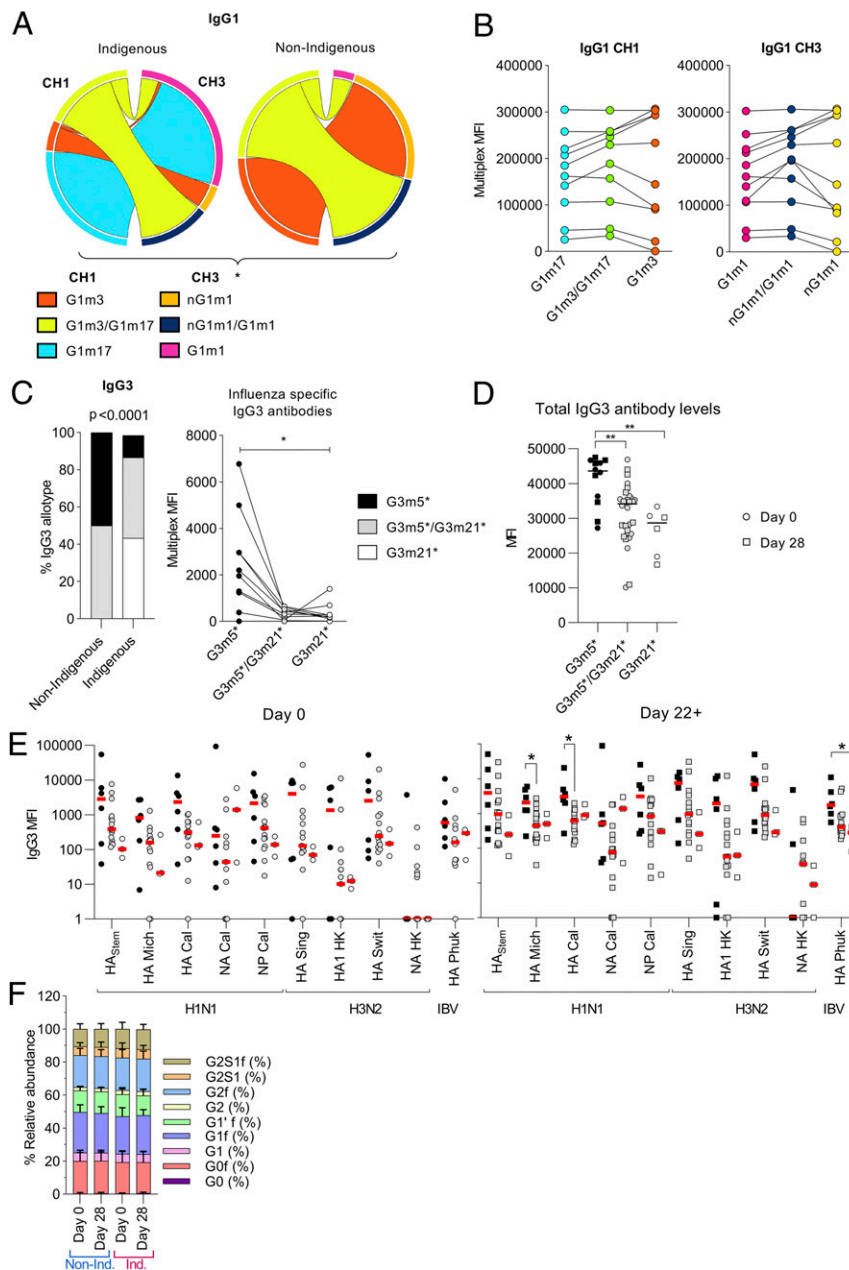 A
IgG1
Indigenous
Non-Indigenous
CH1
CH3
*
CH1
CH3
G1m3
nG1m1
G1m3/G1m17
nG1m1/G1m1
G1m17
G1m1
B
IgG1 CH1
IgG1 CH3
Multiplex MFI
400000
300000
200000
100000
0
G1m17
G1m3/G1m17
G1m3
400000
300000
200000
100000
0
G1m1
nG1m1/G1m1
nG1m1
C
IgG3
p<0.0001
% IgG3 allotype
100
80
60
40
20
0
Non-Indigenous
Indigenous
Influenza specific
IgG3 antibodies
*
Multiplex MFI
8000
6000
4000
2000
0
G3m5*
G3m5*/G3m21*
G3m21*
G3m5*
G3m5*/G3m21*
G3m21*
D
Total IgG3 antibody levels
**
**
MFI
50000
40000
30000
20000
10000
0
G3m5*
G3m5*/G3m21*
G3m21*
Day 0
Day 28
E
Day 0
Day 22+
IgG3 MFI
100000
10000
1000
100
10
1
* * *
HAStem
HA Mich
HA Cal
NA Cal
NP Cal
HA Sing
HA1 HK
HA Swit
NA HK
HA Phuk
H1N1
H3N2
IBV
HAStem
HA Mich
HA Cal
NA Cal
NP Cal
HA Sing
HA1 HK
HA Swit
NA HK
HA Phuk
H1N1
H3N2
IBV
F
% Relative abundance
120
100
80
60
40
20
0
Day 0
Day 28
Day 0
Day 28
Non-Ind.
Ind.
G2S1f (%)
G2S1 (%)
G2f (%)
G2 (%)
G1' f (%)
G1f (%)
G1 (%)
G0f (%)
G0 (%)